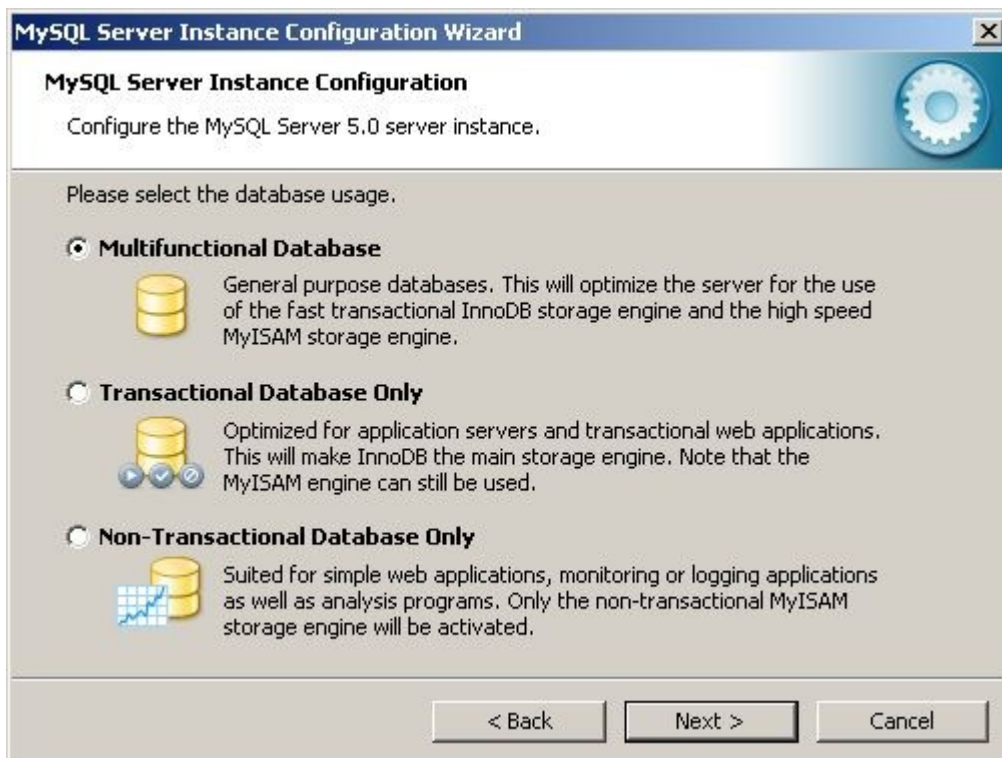 MySQL Server Instance Configuration Wizard
MySQL Server Instance Configuration
Configure the MySQL Server 5.0 server instance.
Please select the database usage.
Multifunctional Database
General purpose databases. This will optimize the server for the use
of the fast transactional InnoDB storage engine and the high speed
MyISAM storage engine.
Transactional Database Only
Optimized for application servers and transactional web applications.
This will make InnoDB the main storage engine. Note that the
MyISAM engine can still be used.
Non-Transactional Database Only
Suited for simple web applications, monitoring or logging applications
as well as analysis programs. Only the non-transactional MyISAM
storage engine will be activated.
< Back
Next >
Cancel